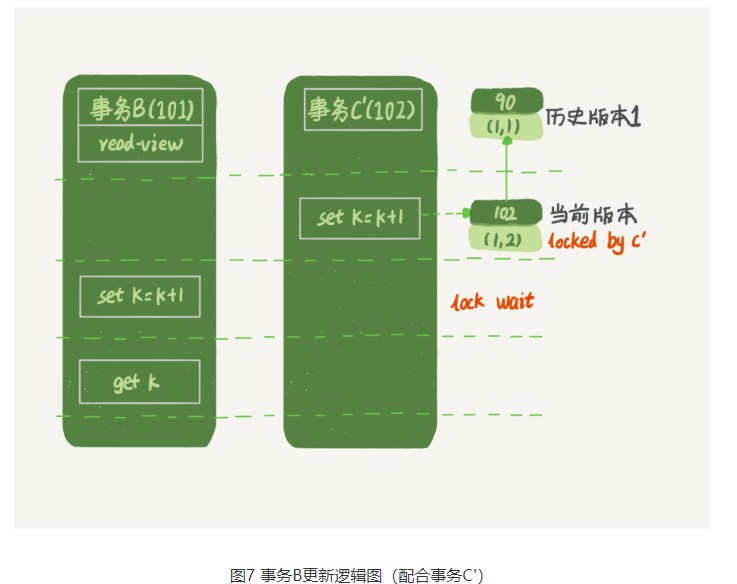 事务B(101)
read-view
事务C'(102)
90
(1,1)
历史版本1
set k=k+1
102
(1,2)
当前版本
locked by c'
set k=k+1
lock wait
get k
图7 事务B更新逻辑图（配合事务C'）